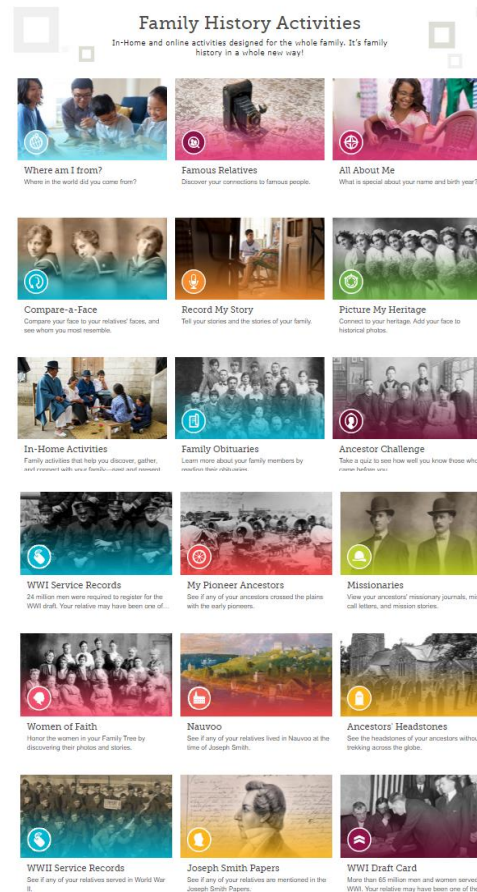 Family History Activities
In-Home and online activities designed for the whole family. It's family
history in a whole new way!
Where am I from?
Where in the world did you come from?
Famous Relatives
Discover your connections to famous people.
All About Me
What is special about your name and birth year?
Compare-a-Face
Compare your face to your relatives' faces, and
see whom you most resemble.
Record My Story
Tell your stories and the stories of your family.
Picture My Heritage
Connect to your heritage. Add your face to
historical photos.
In-Home Activities
Family activities that help you discover, gather,
and connect with your family—past and present.
Family Obituaries
Learn more about your family members by
reading their obituaries.
Ancestor Challenge
Take a quiz to see how well you know those who
came before you.
WWI Service Records
24 million men were required to register for the
WWI draft. Your relative may have been one of...
My Pioneer Ancestors
See if any of your ancestors crossed the plains
with the early pioneers.
Missionaries
View your ancestors' missionary journals, mis
call letters, and mission stories.
Women of Faith
Honor the women in your Family Tree by
discovering their photos and stories.
Nauvoo
See if any of your relatives lived in Nauvoo at the
time of Joseph Smith.
Ancestors' Headstones
See the headstones of your ancestors withou
trekking across the globe.
WWII Service Records
See if any of your relatives served in World War
II.
Joseph Smith Papers
See if any of your relatives are mentioned in the
Joseph Smith Papers.
WWI Draft Card
More than 65 million men and women served
WWI. Your relative may have been one of the